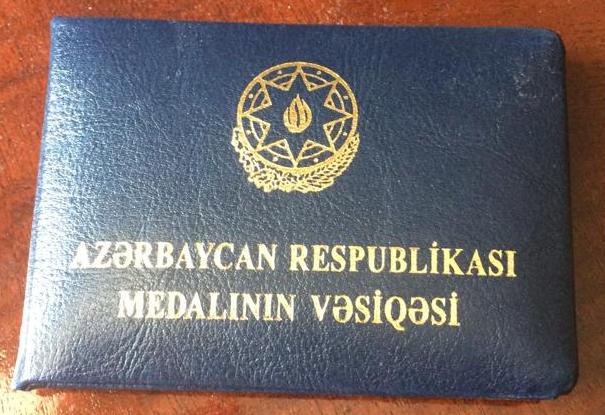 AZƏRBAYCAN RESPUBLİKASI
MEDALININ VƏSİQƏSİ